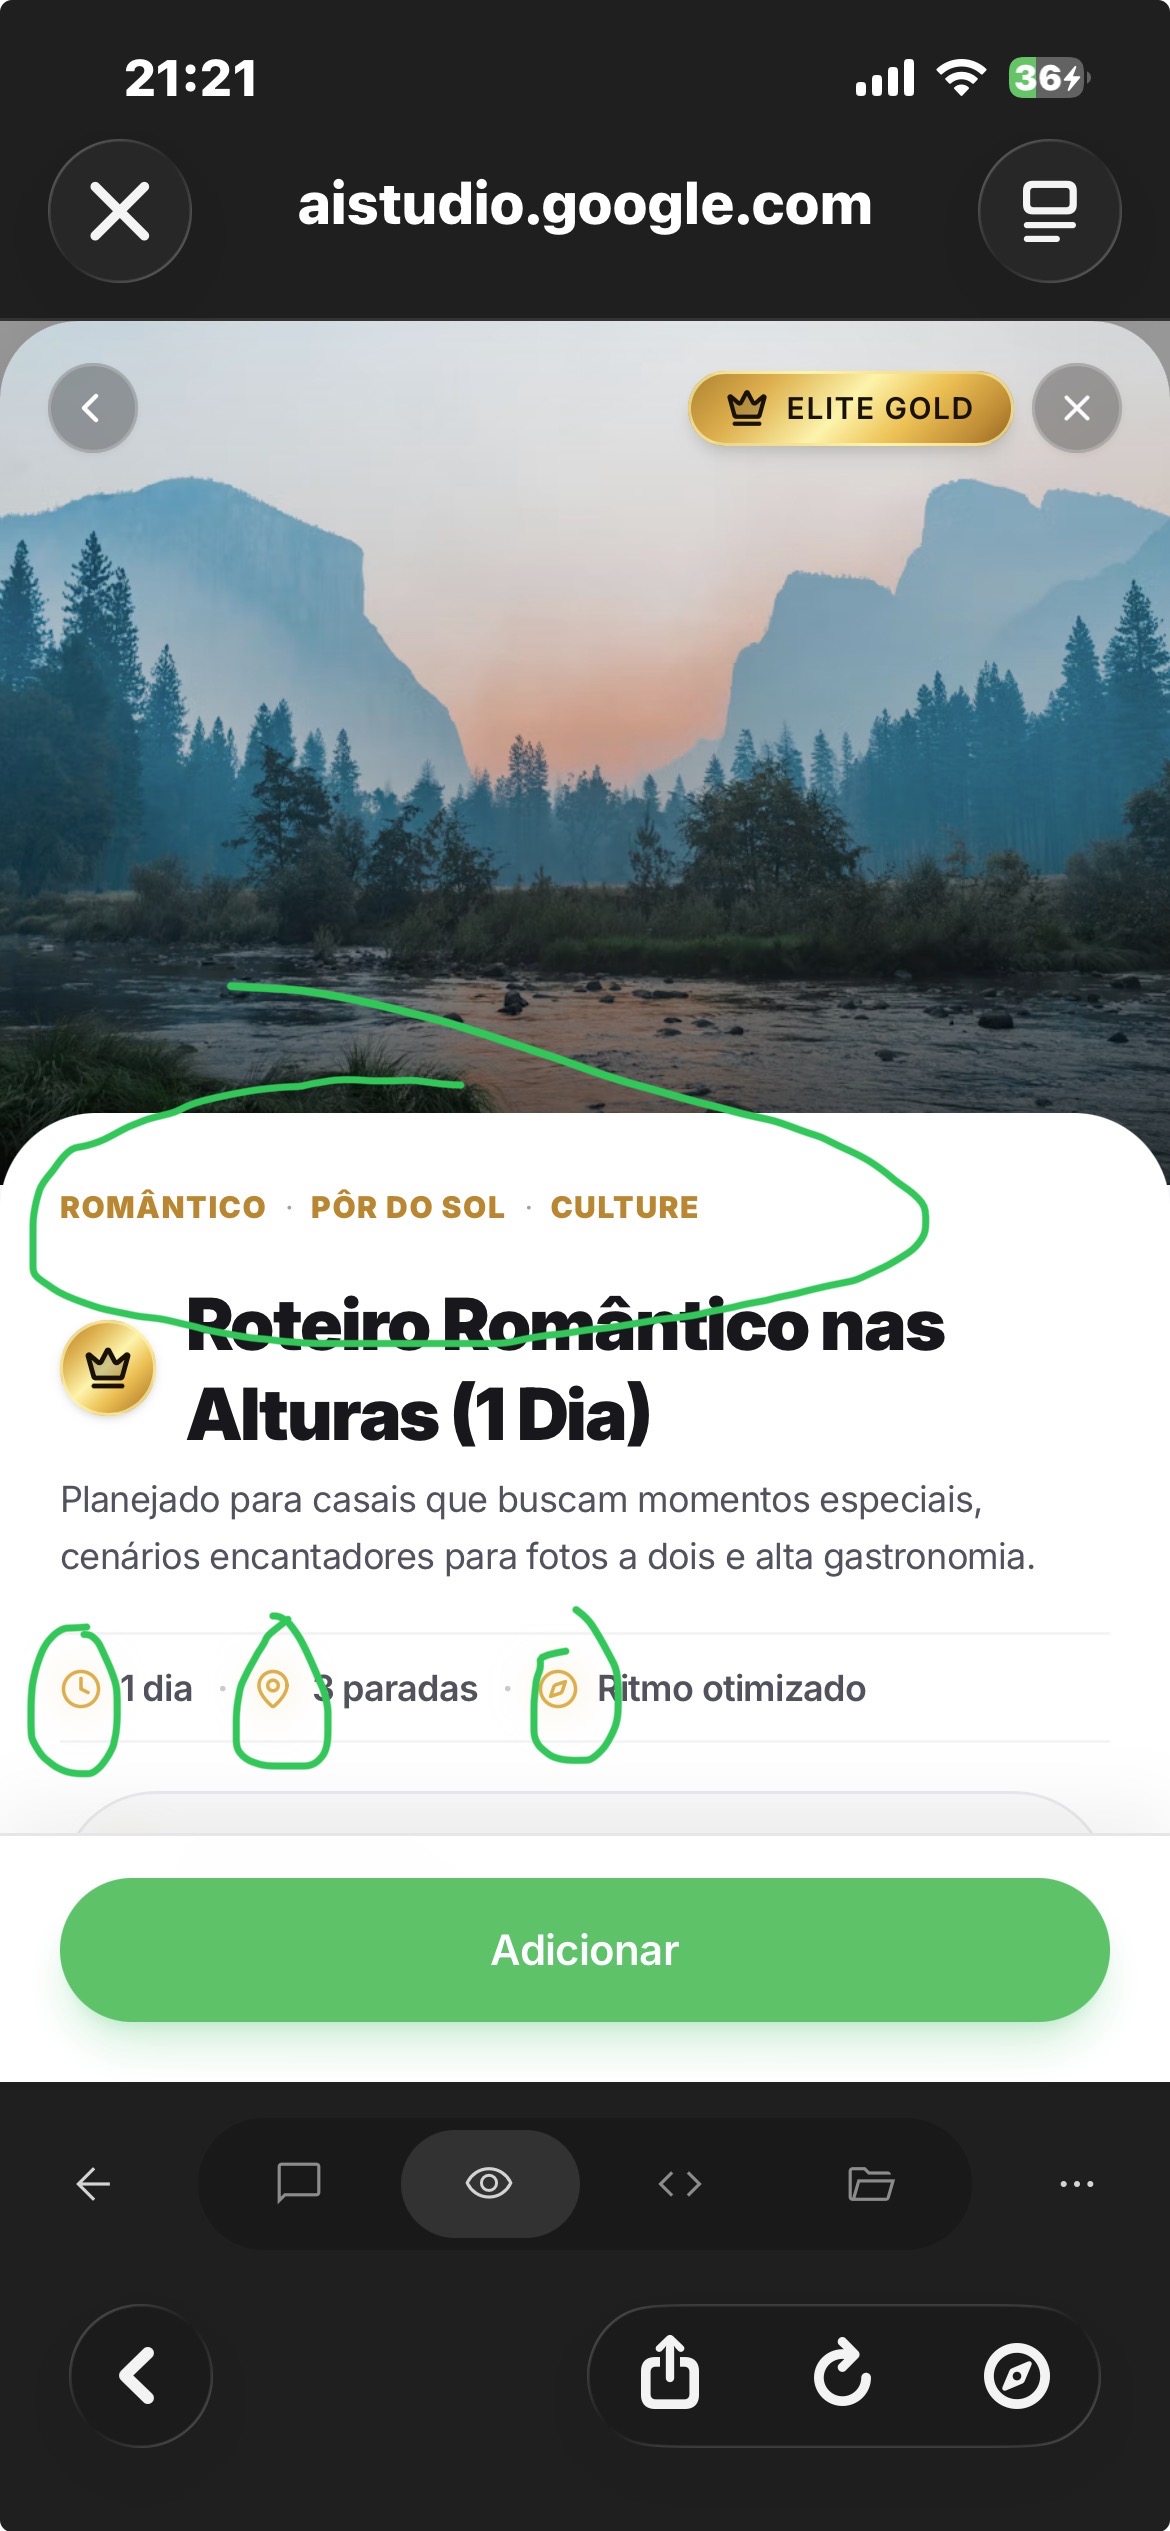 21:21
36
aistudio.google.com
ELITE GOLD
ROMÂNTICO · PÔR DO SOL · CULTURE
Roteiro Romântico nas
Alturas (1 Dia)
Planejado para casais que buscam momentos especiais,
cenários encantadores para fotos a dois e alta gastronomia.
1 dia · 3 paradas · Ritmo otimizado
Adicionar